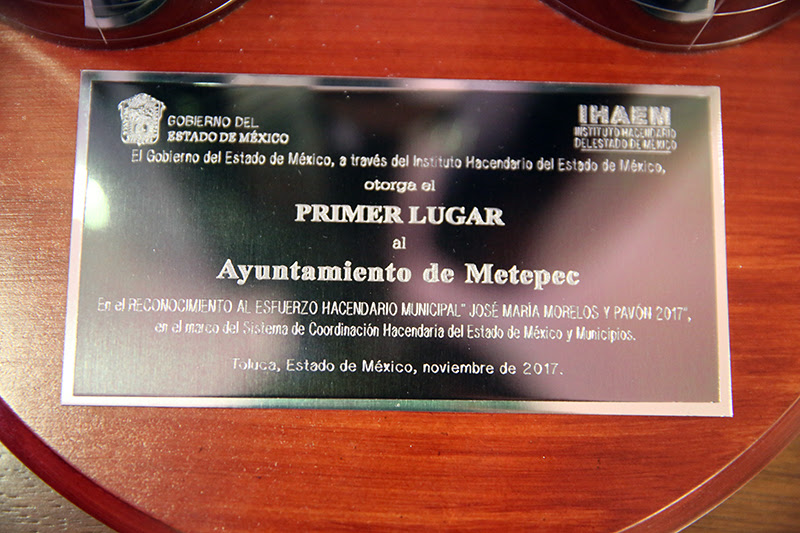 GOBIERNO DEL
ESTADO DE MÉXICO
IHAEM
INSTITUTO HACENDARIO
DEL ESTADO DE MÉXICO
El Gobierno del Estado de México, a través del Instituto Hacendario del Estado de México,
otorga el
PRIMER LUGAR
al
Ayuntamiento de Metepec
En el RECONOCIMIENTO AL ESFUERZO HACENDARIO MUNICIPAL" JOSÉ MARÍA MORELOS Y PAVÓN 2017",
en el marco del Sistema de Coordinación Hacendaria del Estado de México y Municipios.
Toluca, Estado de México, noviembre de 2017.